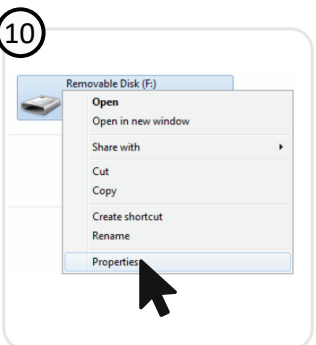 10
Removable Disk (F:)
Open
Open in new window
Share with
Cut
Copy
Create shortcut
Rename
Properties